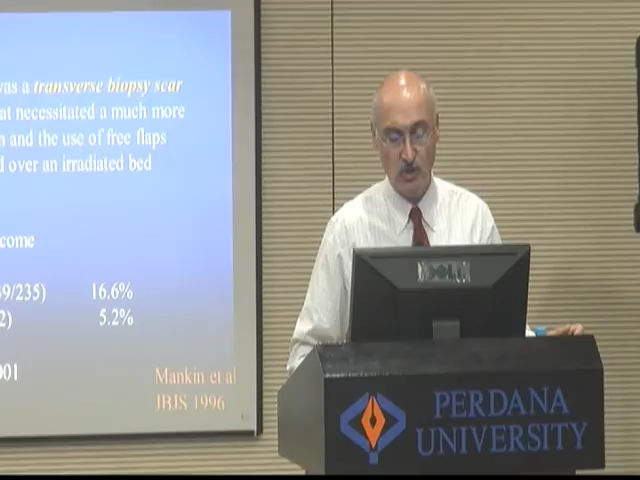 was a transverse biopsy scar
at necessitated a much more
n and the use of free flaps
d over an irradiated bed
come
9/235) 16.6%
2) 5.2%
001
Mankin et al
JBJS 1996
DELL
PERDANA
UNIVERSITY